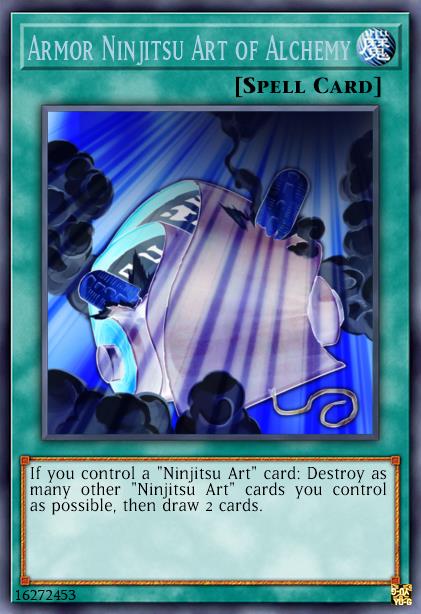 Armor Ninjitsu Art of Alchemy 魔
[Spell Card]
If you control a "Ninjitsu Art" card: Destroy as
many other "Ninjitsu Art" cards you control
as possible, then draw 2 cards.
16272453